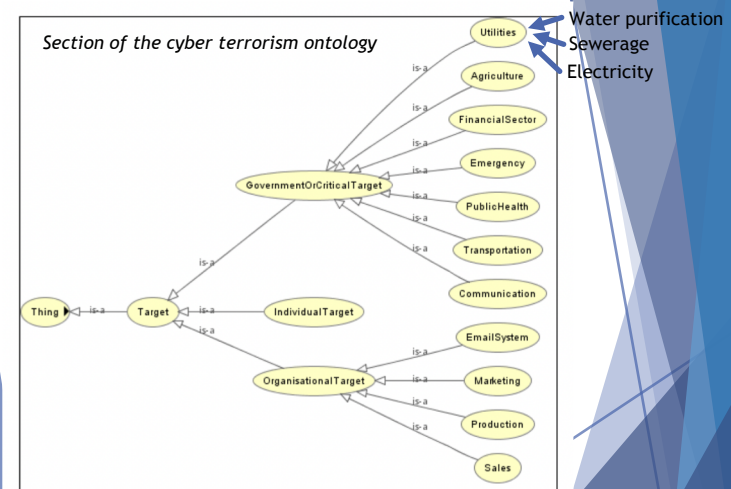 Section of the cyber terrorism ontology
Utilities
Water purification
Sewerage
Electricity
is-a
Agriculture
is-a
FinancialSector
is-a
Emergency
is-a
GovernmentOrCriticalTarget
PublicHealth
is-a
Transportation
is-a
Communication
is-a
is-a
Thing
is-a
Target
is-a
IndividualTarget
is-a
EmailSystem
is-a
OrganisationalTarget
is-a
Marketing
is-a
Production
is-a
Sales